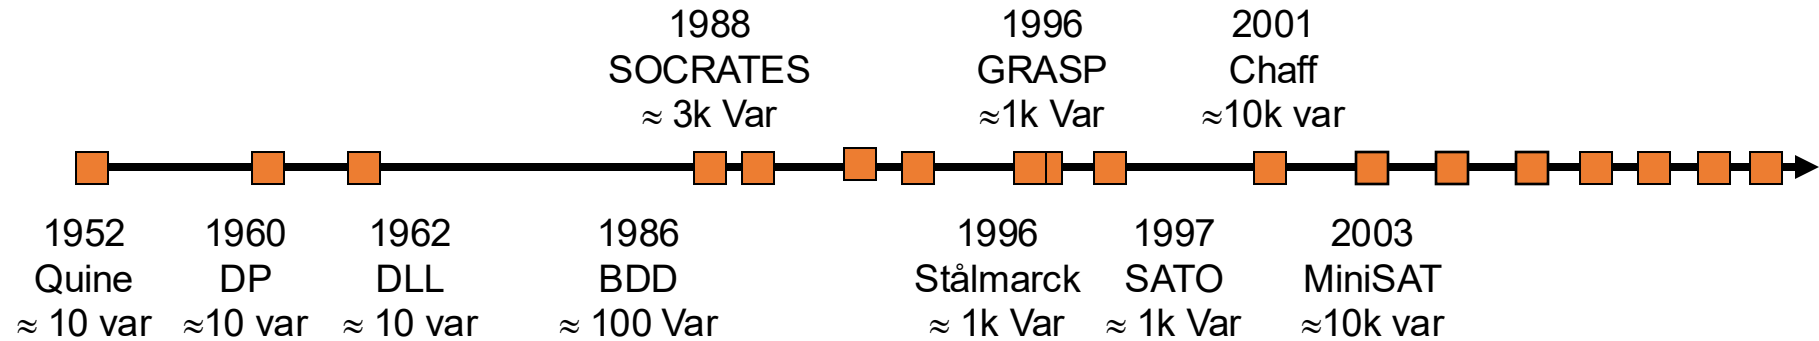 1988
SOCRATES
≈ 3k Var
1996
GRASP
≈1k Var
2001
Chaff
≈10k var
1952
Quine
≈ 10 var
1960
DP
≈10 var
1962
DLL
≈ 10 var
1986
BDD
≈ 100 Var
1996
Stålmarck
≈ 1k Var
1997
SATO
≈ 1k Var
2003
MiniSAT
≈10k var